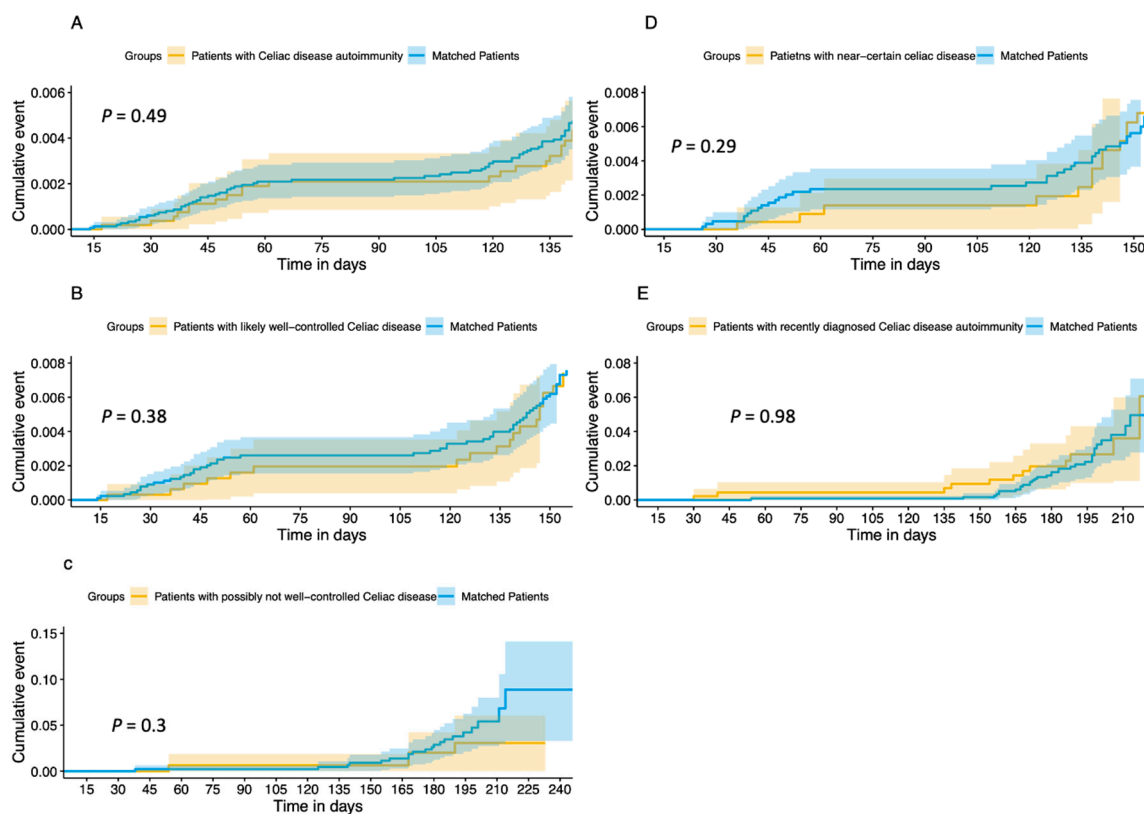 A
Groups Patients with Celiac disease autoimmunity Matched Patients
0.006
P = 0.49
0.004
0.002
0.000
Cumulative event
15 30 45 60 75 90 105 120 135
Time in days
B
Groups Patients with likely well-controlled Celiac disease Matched Patients
0.008
0.006
P = 0.38
0.004
0.002
0.000
Cumulative event
15 30 45 60 75 90 105 120 135 150
Time in days
c
Groups Patients with possibly not well-controlled Celiac disease Matched Patients
0.15
0.10
P = 0.3
0.05
0.00
Cumulative event
15 30 45 60 75 90 105 120 135 150 165 180 195 210 225 240
Time in days
D
Groups Patietns with near-certain celiac disease Matched Patients
0.008
0.006
P = 0.29
0.004
0.002
0.000
Cumulative event
15 30 45 60 75 90 105 120 135 150
Time in days
E
Groups Patients with recently diagnosed Celiac disease autoimmunity Matched Patients
0.08
0.06
P = 0.98
0.04
0.02
0.00
Cumulative event
15 30 45 60 75 90 105 120 135 150 165 180 195 210
Time in days